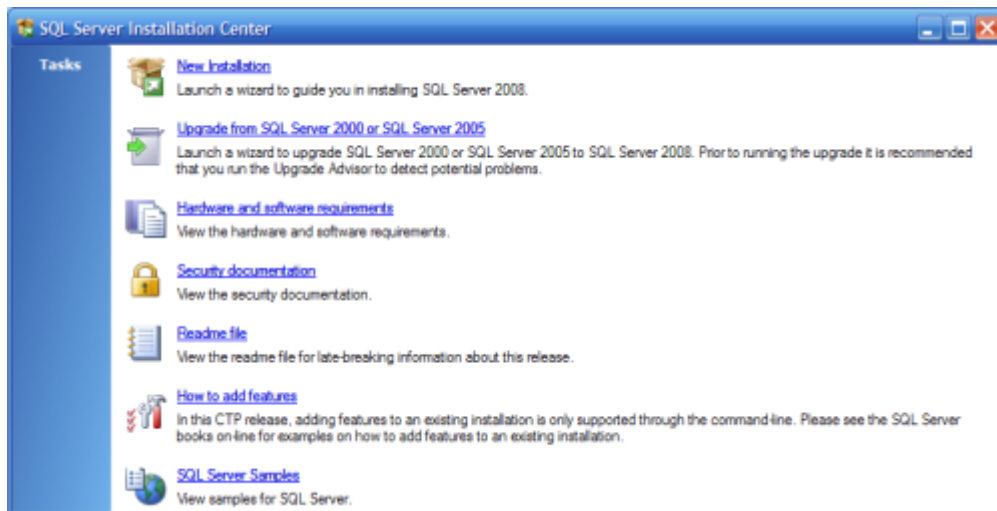 SQL Server Installation Center
Tasks
New Installation
Launch a wizard to guide you in installing SQL Server 2008.
Upgrade from SQL Server 2000 or SQL Server 2005
Launch a wizard to upgrade SQL Server 2000 or SQL Server 2005 to SQL Server 2008. Prior to running the upgrade it is recommended
that you run the Upgrade Advisor to detect potential problems.
Hardware and software requirements
View the hardware and software requirements.
Security documentation
View the security documentation.
Readme file
View the readme file for late-breaking information about this release.
How to add features
In this CTP release, adding features to an existing installation is only supported through the command-line. Please see the SQL Server
books on-line for examples on how to add features to an existing installation.
SQL Server Samples
View samples for SQL Server.